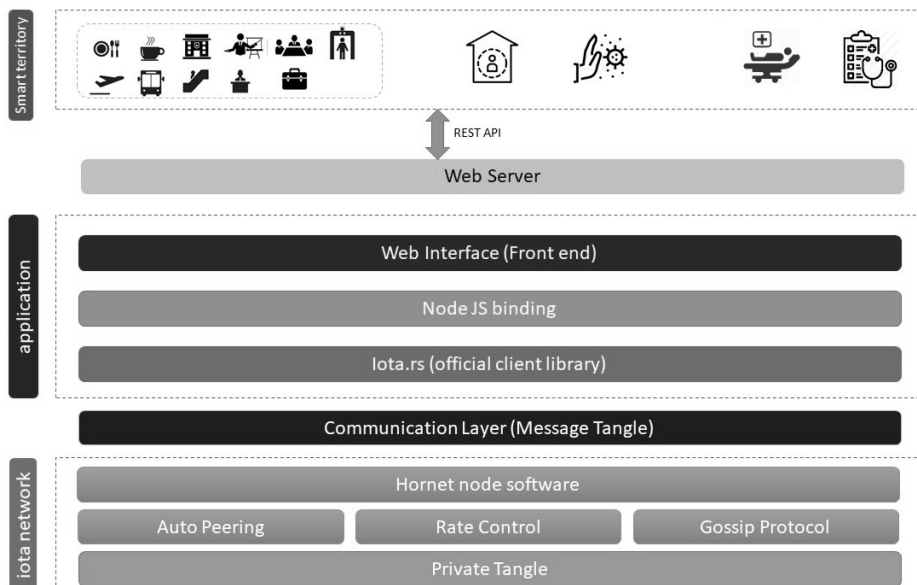 Smart territory
REST API
Web Server
application
Web Interface (Front end)
Node JS binding
Iota.rs (official client library)
Communication Layer (Message Tangle)
iota network
Hornet node software
Auto Peering
Rate Control
Gossip Protocol
Private Tangle